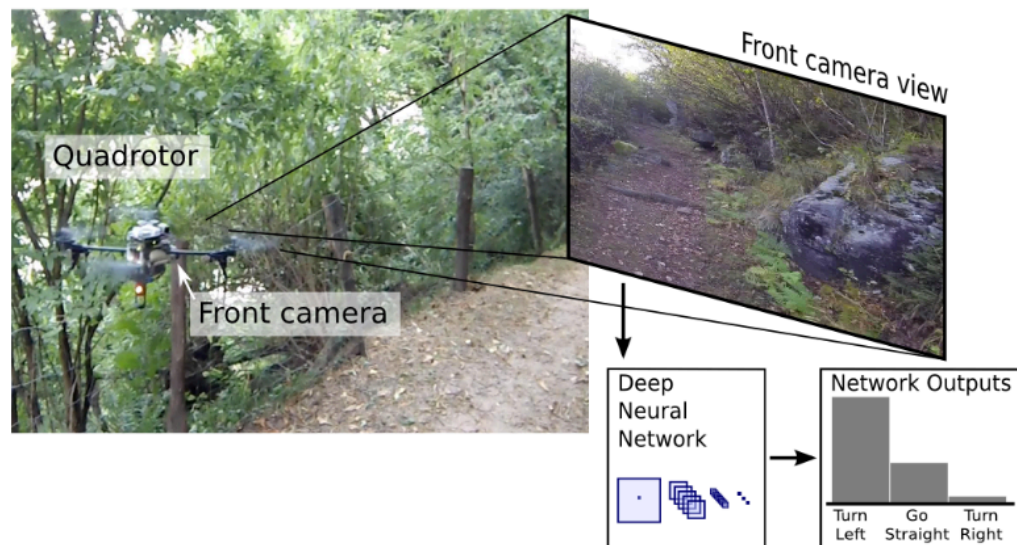 Quadrotor
Front camera
Front camera view
Deep
Neural
Network
Network Outputs
Turn Left
Go Straight
Turn Right